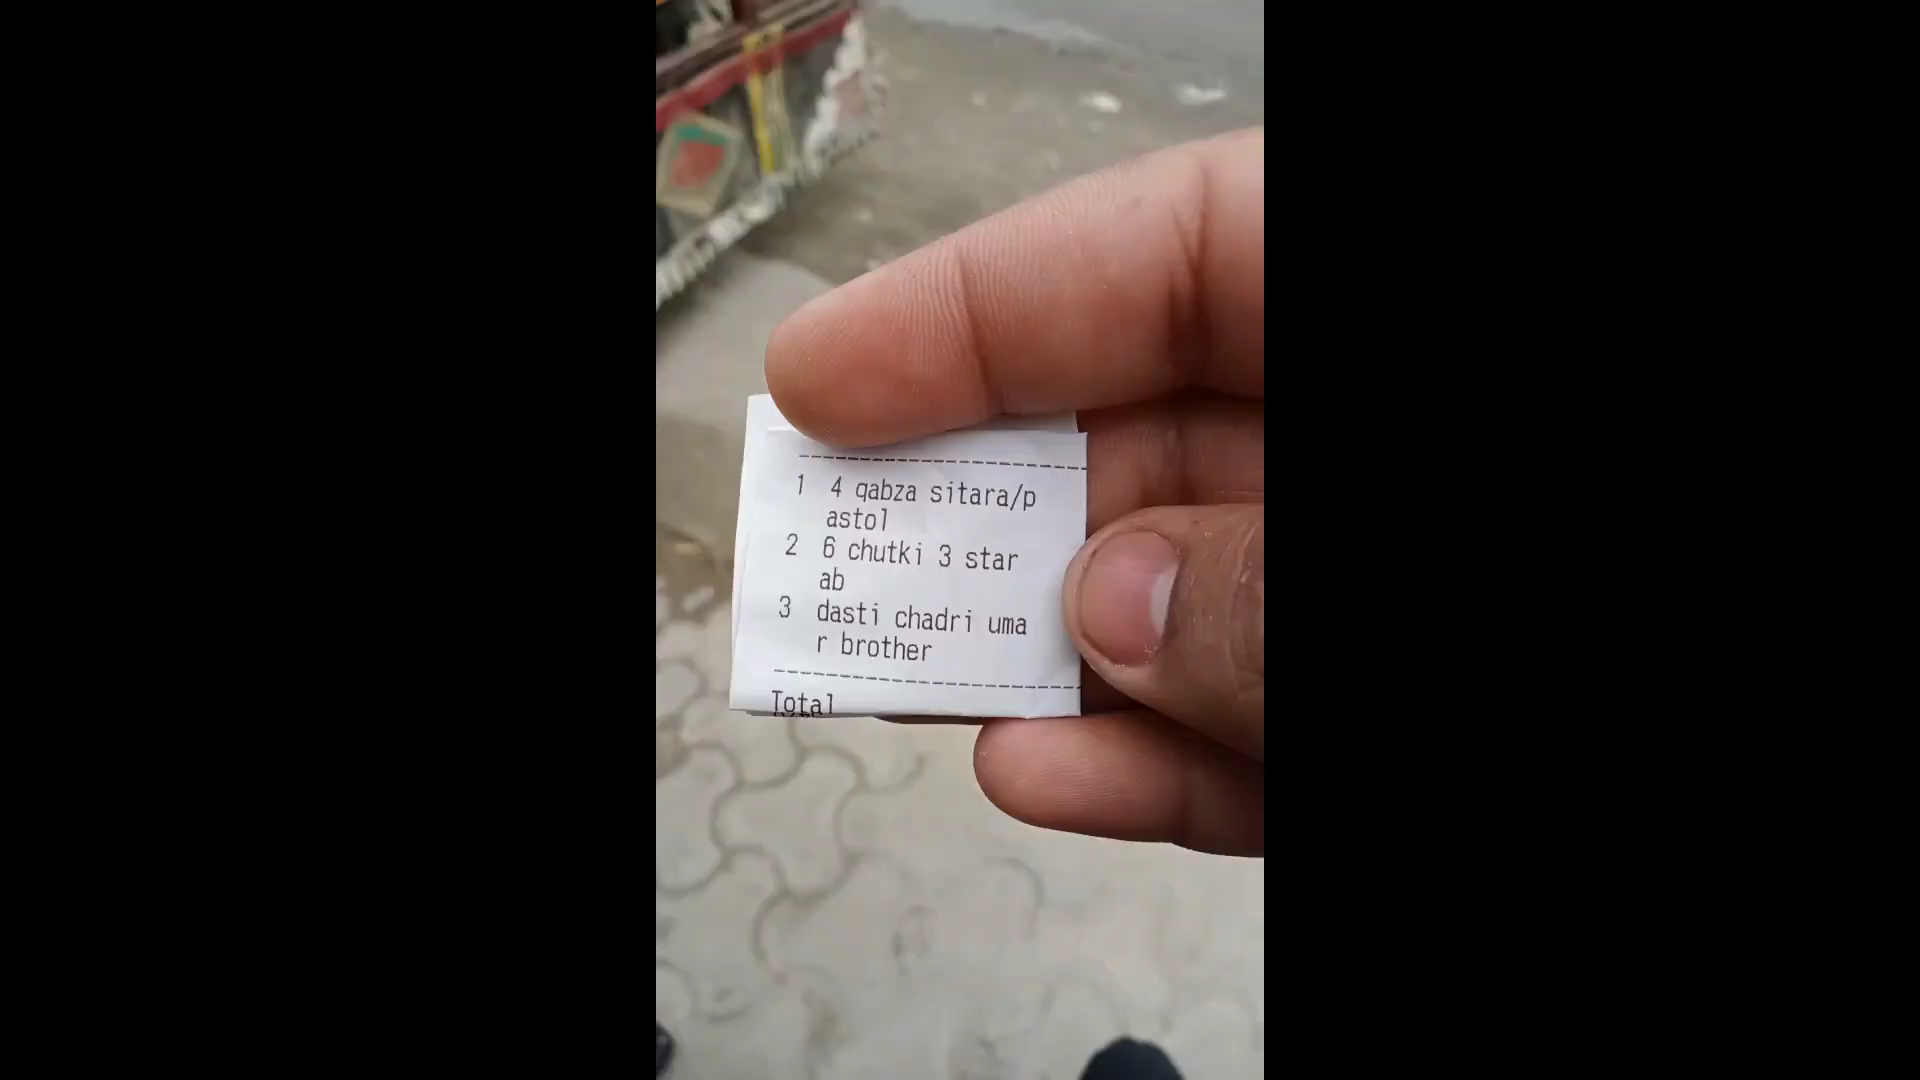 1 4 qabza sitara/p
astol
2 6 chutki 3 star
ab
3 dasti chadri uma
r brother
Total